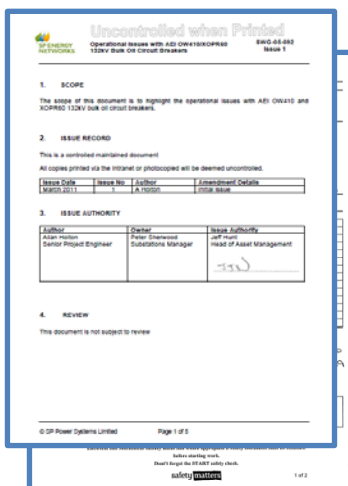 Uncontrolled when Printed
SP ENERGY
NETWORKS
Operational Issues with AEI OW410/XOPR60
132kV Bulk Oil Circuit Breakers
Issue 1
1. SCOPE
The scope of this document is to highlight the operational issues with AEI OW410 and
XOPR60 132kV bulk oil circuit breakers.
2. ISSUE RECORD
This is a controlled maintained document
All copies printed via the intranet or photocopied will be deemed uncontrolled.
Issue Date Issue No Author Amendment Details
March 2011 1 A Holton Initial Issue
3. ISSUE AUTHORITY
Author Owner Issue Authority
Allan Holton Peter Sherwood Jeff Hunt
Senior Project Engineer Substations Manager Head of Asset Management
4. REVIEW
This document is not subject to review
© SP Power Systems Limited Page 1 of 5
before starting work.
Don't forget the START safety check.
safety matters 1 of 2